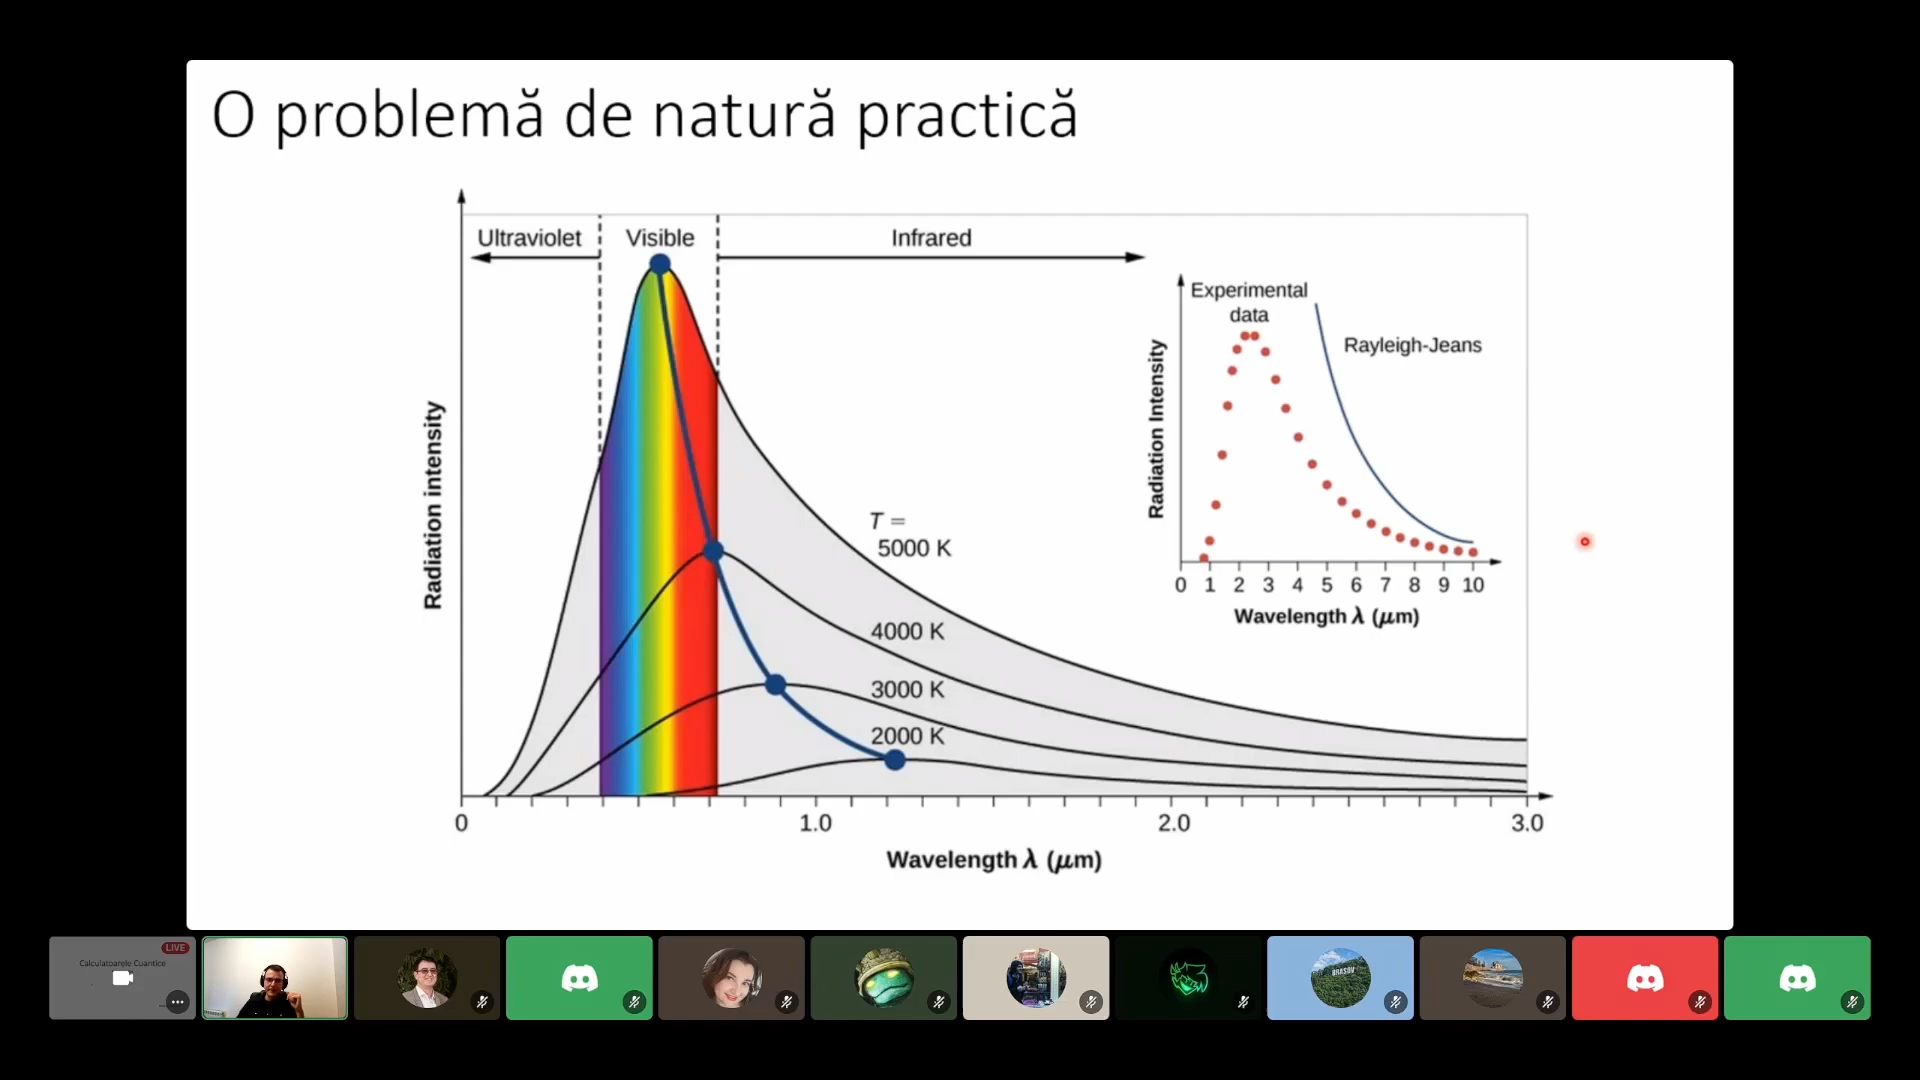 O problemă de natură practică
Ultraviolet
Visible
Infrared
Radiation intensity
T =
5000 K
4000 K
3000 K
2000 K
0
1.0
2.0
3.0
Wavelength λ (μm)
Experimental
data
Rayleigh-Jeans
Radiation Intensity
0 1 2 3 4 5 6 7 8 9 10
Wavelength λ (μm)
LIVE
Calculatoarele Cuantice
BRASOV